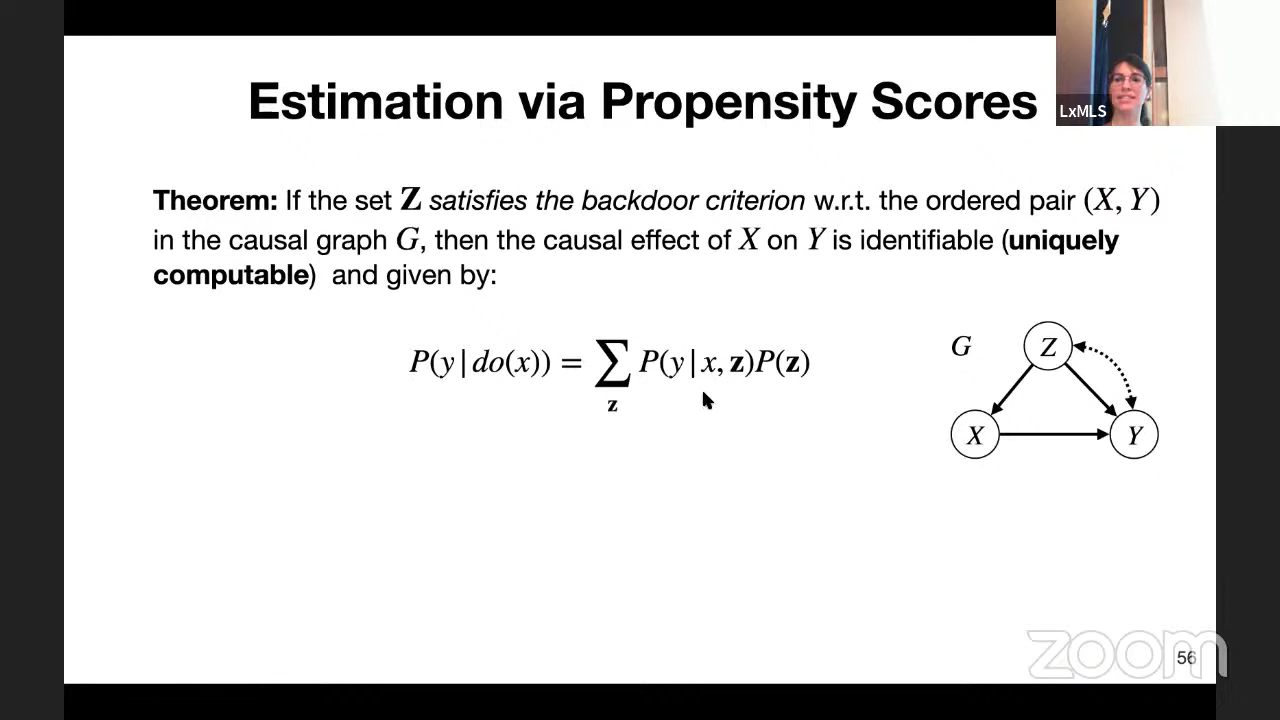 Estimation via Propensity Scores
LxMLS
Theorem: If the set Z satisfies the backdoor criterion w.r.t. the ordered pair (X, Y)
in the causal graph G, then the causal effect of X on Y is identifiable (uniquely
computable) and given by:
P(y | do(x)) = ∑ P(y | x, z)P(z)
z
G
Z
X
Y
zoom
56